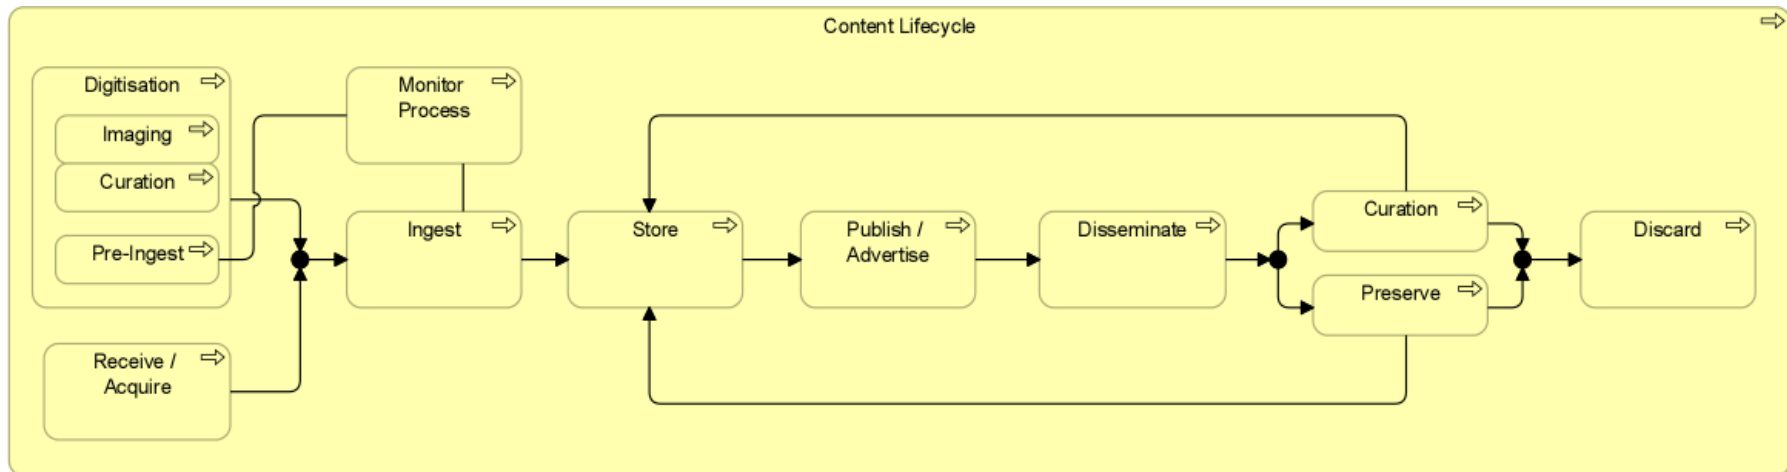 Content Lifecycle
Digitisation
Imaging
Curation
Pre-Ingest
Receive /
Acquire
Monitor
Process
Ingest
Store
Publish /
Advertise
Disseminate
Curation
Preserve
Discard